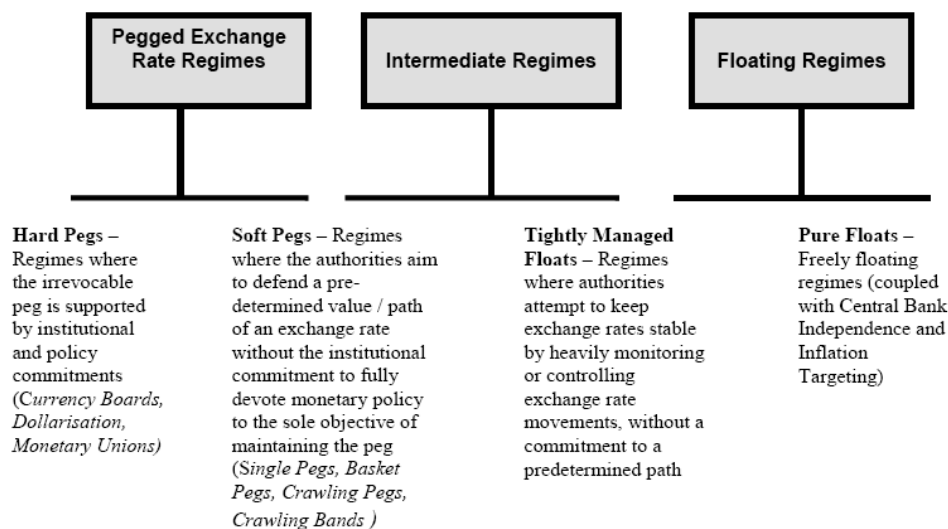 Pegged Exchange
Rate Regimes
Intermediate Regimes
Floating Regimes
Hard Pegs –
Regimes where
the irrevocable
peg is supported
by institutional
and policy
commitments
(Currency Boards,
Dollarisation,
Monetary Unions)
Soft Pegs – Regimes
where the authorities aim
to defend a pre-
determined value / path
of an exchange rate
without the institutional
commitment to fully
devote monetary policy
to the sole objective of
maintaining the peg
(Single Pegs, Basket
Pegs, Crawling Pegs,
Crawling Bands )
Tightly Managed
Floats – Regimes
where authorities
attempt to keep
exchange rates stable
by heavily monitoring
or controlling
exchange rate
movements, without a
commitment to a
predetermined path
Pure Floats –
Freely floating
regimes (coupled
with Central Bank
Independence and
Inflation
Targeting)